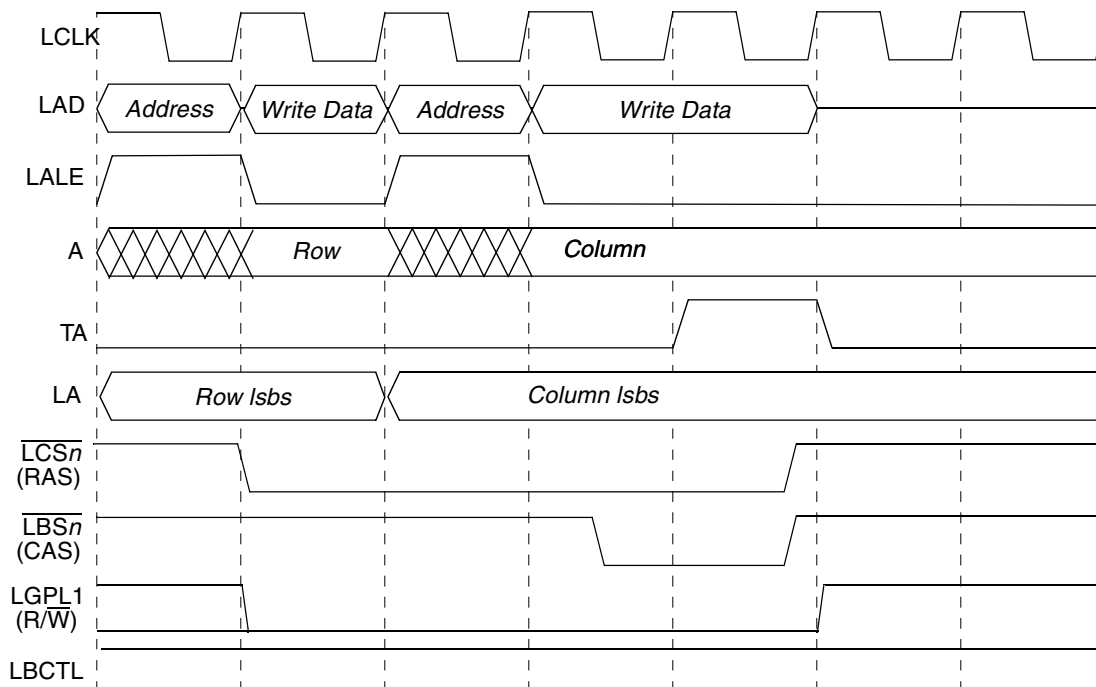 LCLK
LAD
Address
Write Data
Address
Write Data
LALE
A
Row
Column
TA
LA
Row lsbs
Column lsbs
LCSn
(RAS)
LBSn
(CAS)
LGPL1
(R/W)
LBCTL